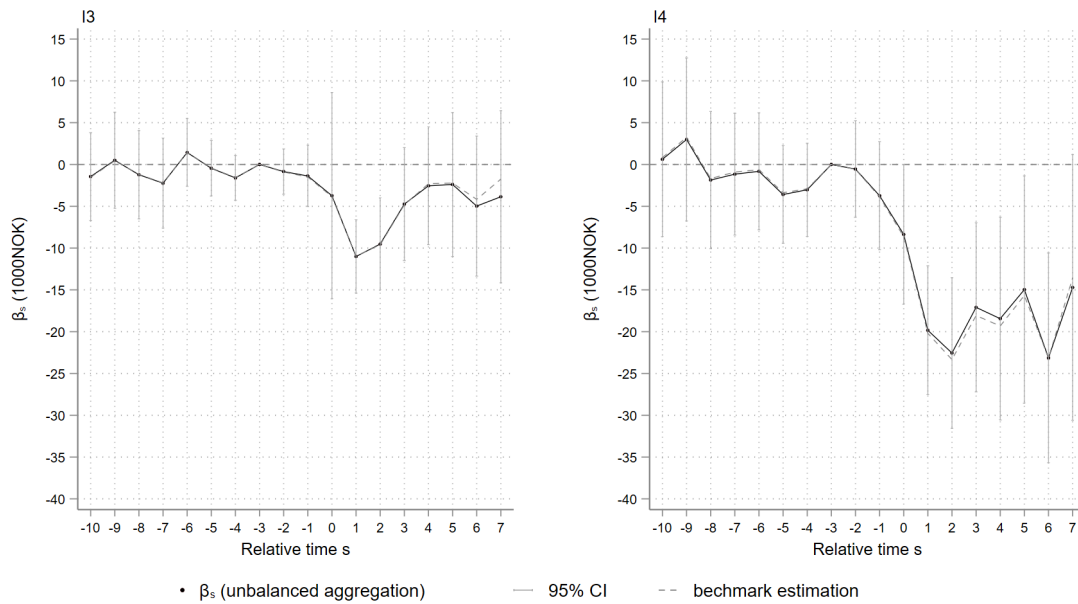 I3
15
10
5
0
-5
-10
-15
-20
-25
-30
-35
-40
βₛ (1000NOK)
-10 -9 -8 -7 -6 -5 -4 -3 -2 -1 0 1 2 3 4 5 6 7
Relative time s
I4
15
10
5
0
-5
-10
-15
-20
-25
-30
-35
-40
βₛ (1000NOK)
-10 -9 -8 -7 -6 -5 -4 -3 -2 -1 0 1 2 3 4 5 6 7
Relative time s
βₛ (unbalanced aggregation) 95% CI bechmark estimation